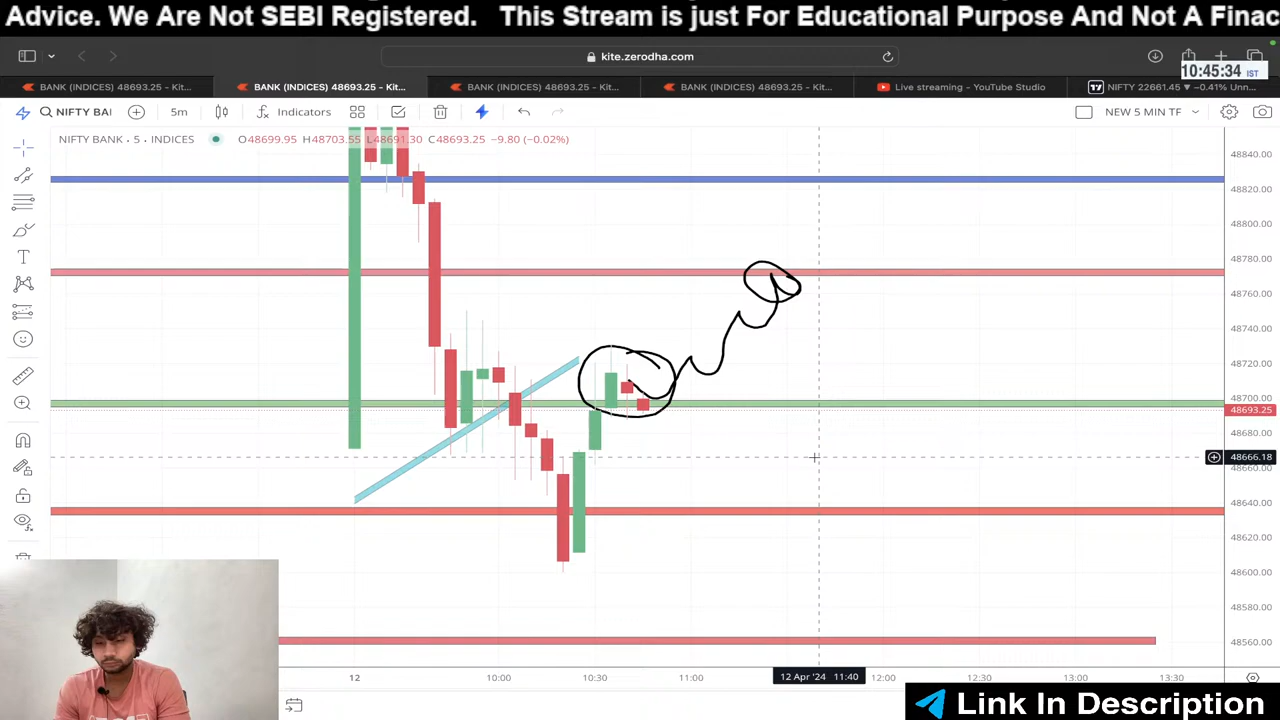 Advice. We Are Not SEBI Registered. This Stream is just For Educational Purpose And Not A Finac
kite.zerodha.com
10:45:34 IST
BANK (INDICES) 48693.25 - Kit...
BANK (INDICES) 48693.25 - Kit...
BANK (INDICES) 48693.25 - Kit...
BANK (INDICES) 48693.25 - Kit...
Live streaming - YouTube Studio
NIFTY 22661.45 ▼ −0.41% Unn...
NIFTY BAI
5m
Indicators
NEW 5 MIN TF
NIFTY BANK · 5 · INDICES
O48699.95 H48703.55 L48691.30 C48693.25 −9.80 (−0.02%)
48840.00
48820.00
48800.00
48780.00
48760.00
48740.00
48720.00
48700.00
48693.25
48680.00
48666.18
48660.00
48640.00
48620.00
48600.00
48580.00
48560.00
12
10:00
10:30
11:00
12 Apr '24 11:40
12:00
12:30
13:00
13:30
Link In Description